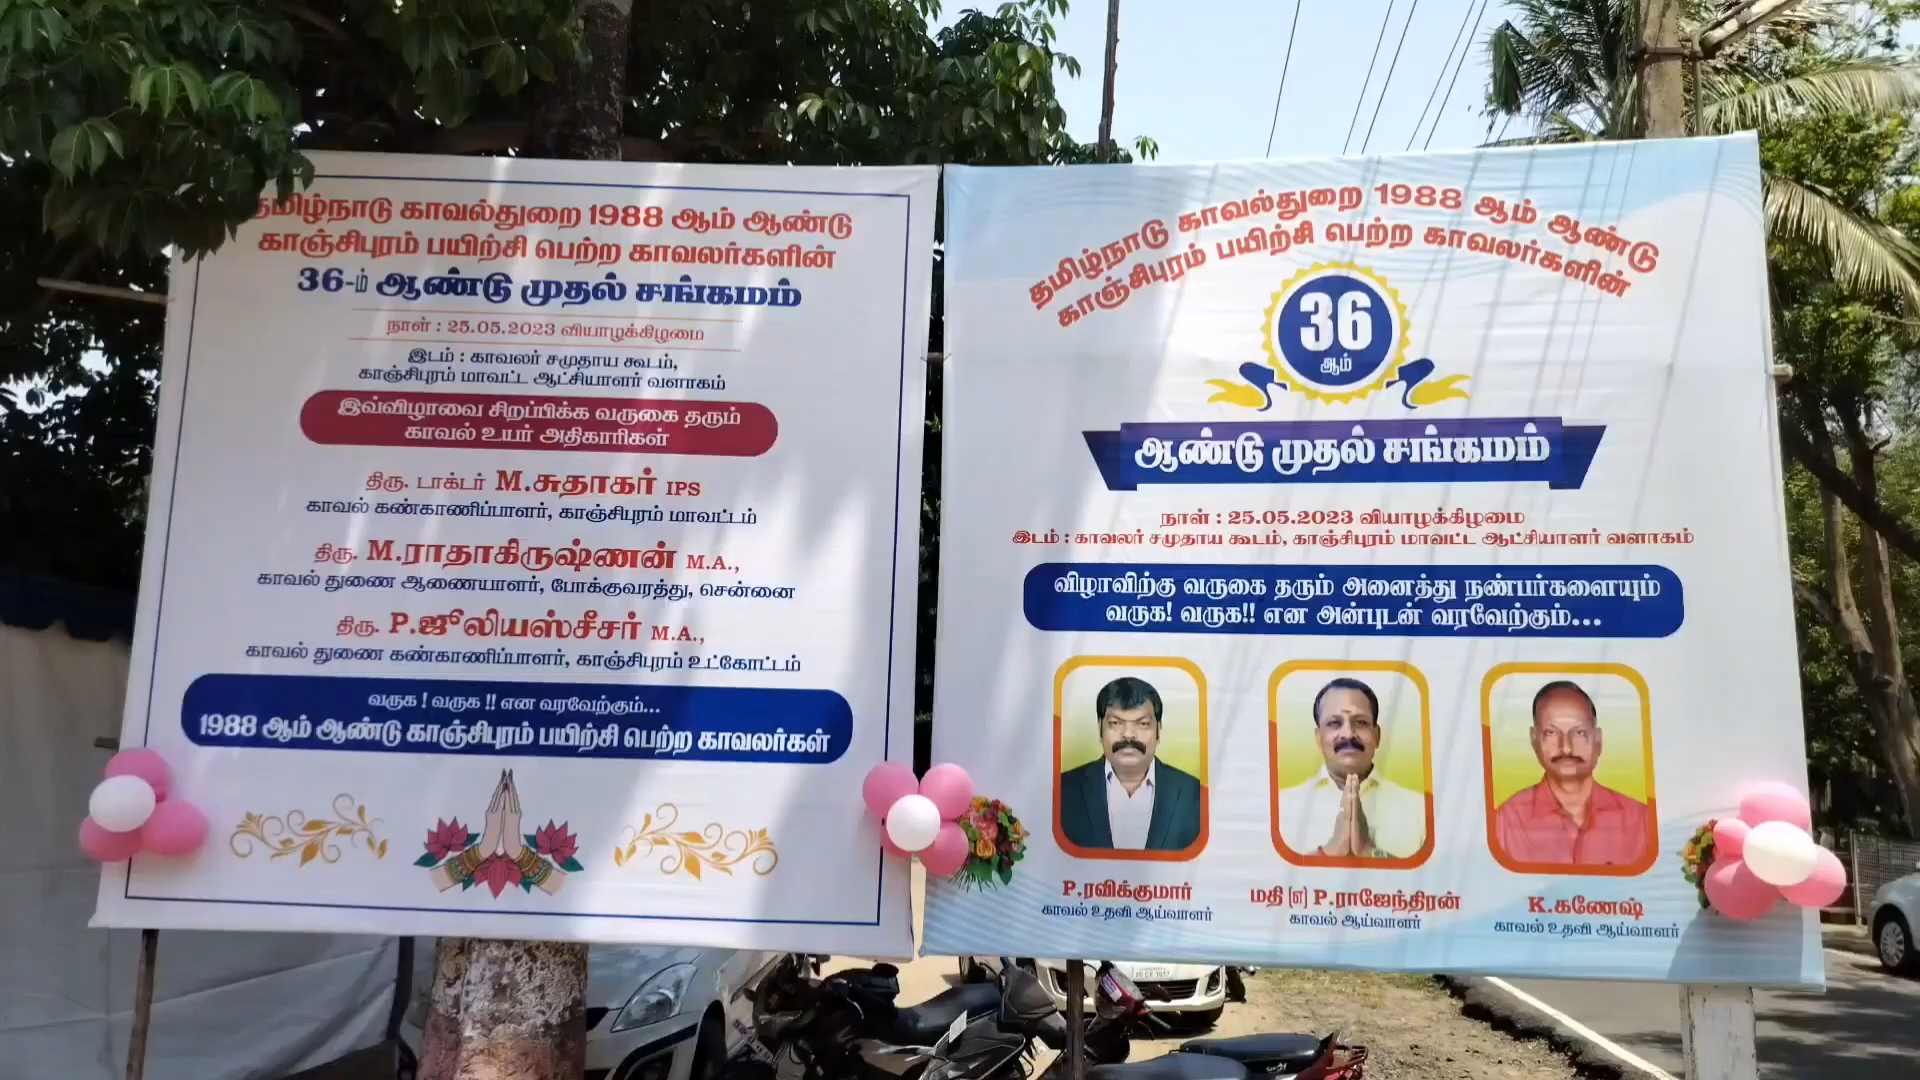 தமிழ்நாடு காவல்துறை 1988 ஆம் ஆண்டு
காஞ்சிபுரம் பயிற்சி பெற்ற காவலர்களின்
36-ம் ஆண்டு முதல் சங்கமம்
நாள் : 25.05.2023 வியாழக்கிழமை
இடம் : காவலர் சமுதாய கூடம்,
காஞ்சிபுரம் மாவட்ட ஆட்சியாளர் வளாகம்
இவ்விழாவை சிறப்பிக்க வருகை தரும்
காவல் உயர் அதிகாரிகள்
திரு. டாக்டர் M.சுதாகர் IPS
காவல் கண்காணிப்பாளர், காஞ்சிபுரம் மாவட்டம்
திரு. M.ராதாகிருஷ்ணன் M.A.,
காவல் துணை ஆணையாளர், போக்குவரத்து, சென்னை
திரு. P.ஜூலியஸ்சீசர் M.A.,
காவல் துணை கண்காணிப்பாளர், காஞ்சிபுரம் உட்கோட்டம்
வருக ! வருக !! என வரவேற்கும்...
1988 ஆம் ஆண்டு காஞ்சிபுரம் பயிற்சி பெற்ற காவலர்கள்
தமிழ்நாடு காவல்துறை 1988 ஆம் ஆண்டு
காஞ்சிபுரம் பயிற்சி பெற்ற காவலர்களின்
36
ஆம்
ஆண்டு முதல் சங்கமம்
நாள் : 25.05.2023 வியாழக்கிழமை
இடம் : காவலர் சமுதாய கூடம், காஞ்சிபுரம் மாவட்ட ஆட்சியாளர் வளாகம்
விழாவிற்கு வருகை தரும் அனைத்து நண்பர்களையும்
வருக! வருக!! என அன்புடன் வரவேற்கும்...
P.ரவிக்குமார்
காவல் உதவி ஆய்வாளர்
மதி (எ) P.ராஜேந்திரன்
காவல் ஆய்வாளர்
K.கணேஷ்
காவல் உதவி ஆய்வாளர்